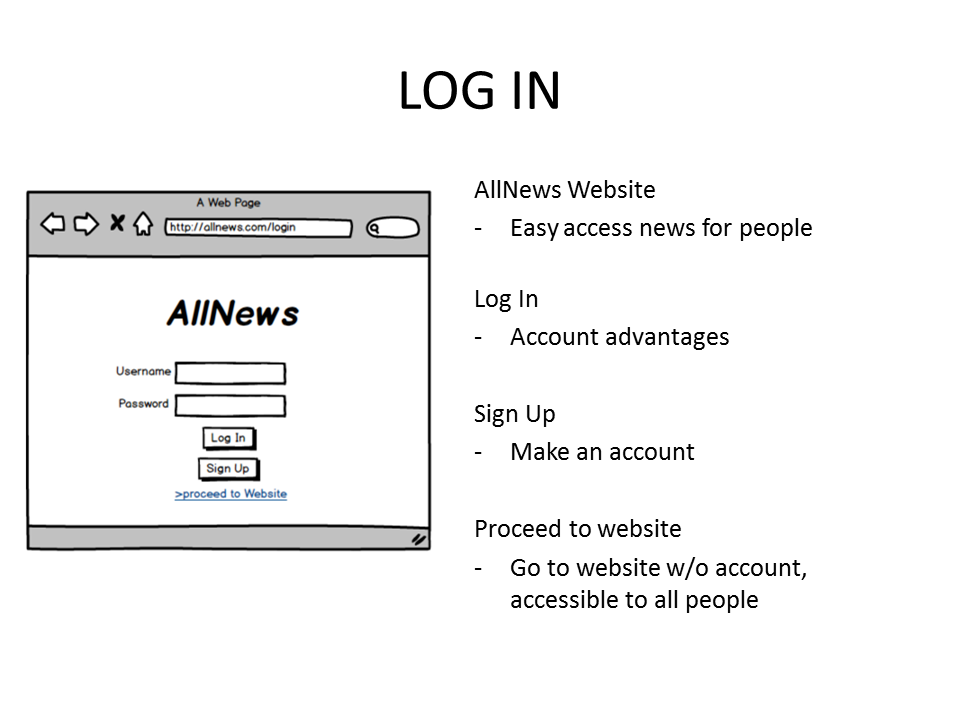 LOG IN
A Web Page
http://allnews.com/login
AllNews
Username
Password
Log In
Sign Up
>proceed to Website
AllNews Website
- Easy access news for people
Log In
- Account advantages
Sign Up
- Make an account
Proceed to website
- Go to website w/o account,
accessible to all people